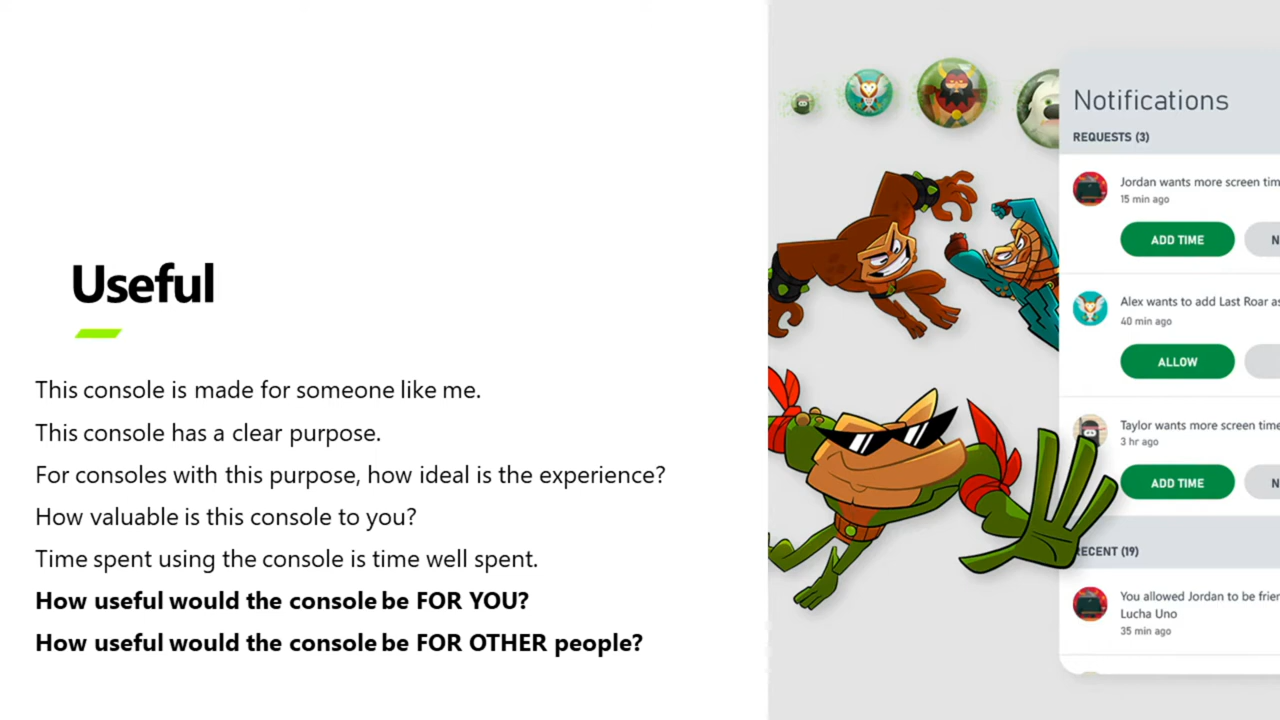 Useful
This console is made for someone like me.
This console has a clear purpose.
For consoles with this purpose, how ideal is the experience?
How valuable is this console to you?
Time spent using the console is time well spent.
How useful would the console be FOR YOU?
How useful would the console be FOR OTHER people?
Notifications
REQUESTS (3)
Jordan wants more screen
15 min ago
ADD TIME
Alex wants to add Last Roar
40 min ago
ALLOW
Taylor wants more screen time
3 hr ago
ADD TIME
(19)
You allowed Jordan to be
Lucha Uno
35 min ago